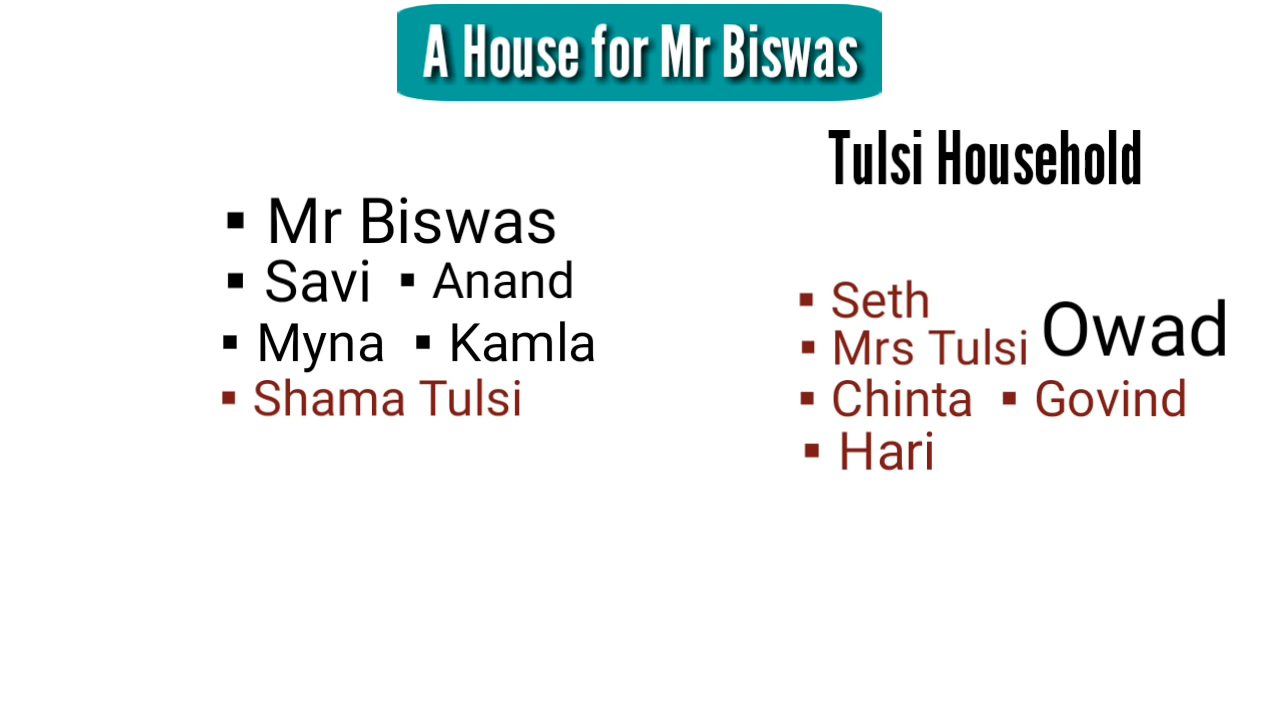 A House for Mr Biswas
Tulsi Household
▪ Mr Biswas
▪ Savi ▪ Anand
▪ Myna ▪ Kamla
▪ Shama Tulsi
▪ Seth
Owad
▪ Mrs Tulsi
▪ Chinta ▪ Govind
▪ Hari